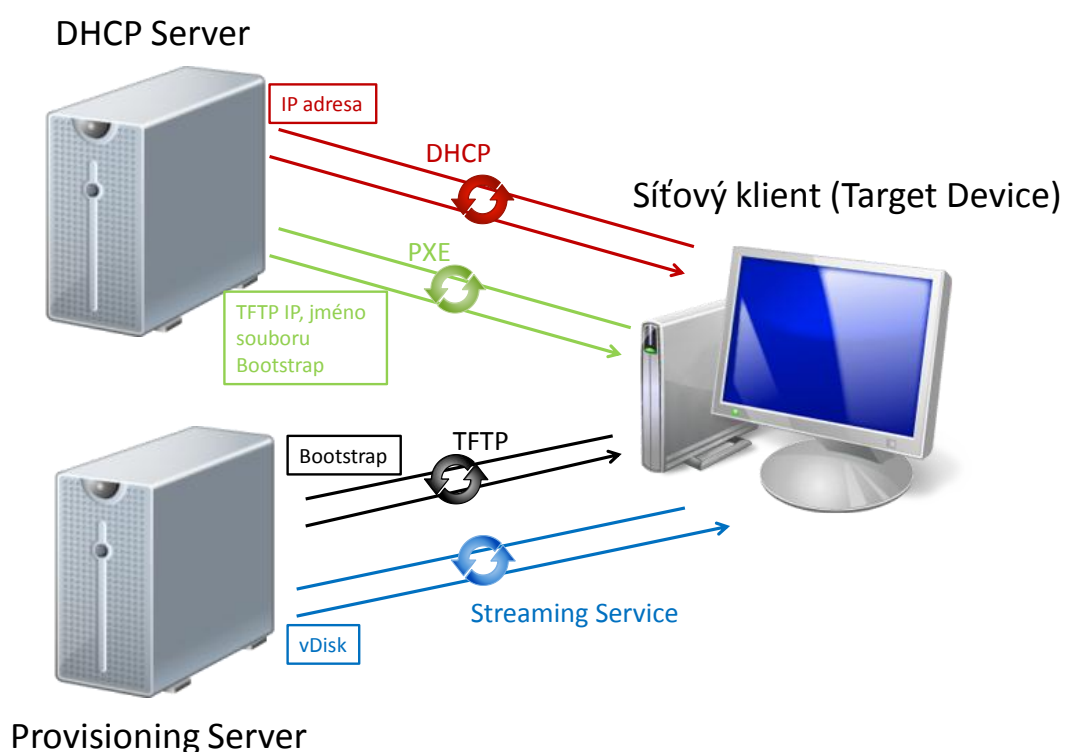 DHCP Server
IP adresa
DHCP
Síťový klient (Target Device)
PXE
TFTP IP, jméno
souboru
Bootstrap
TFTP
Bootstrap
Streaming Service
vDisk
Provisioning Server